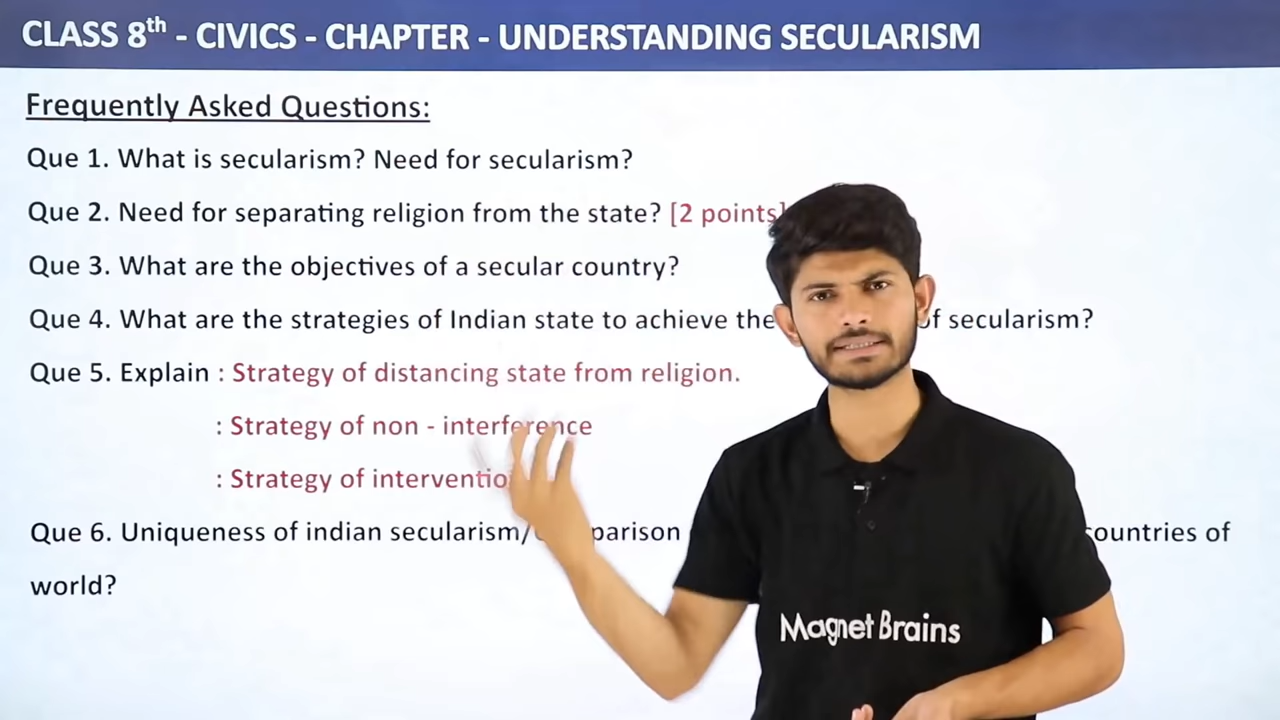 CLASS 8th - CIVICS - CHAPTER - UNDERSTANDING SECULARISM
Frequently Asked Questions:
Que 1. What is secularism? Need for secularism?
Que 2. Need for separating religion from the state? [2 points]
Que 3. What are the objectives of a secular country?
Que 4. What are the strategies of Indian state to achieve the of secularism?
Que 5. Explain : Strategy of distancing state from religion.
: Strategy of non - interference
: Strategy of
Que 6. Uniqueness of indian secularism/ of
world?
Magnet Brains